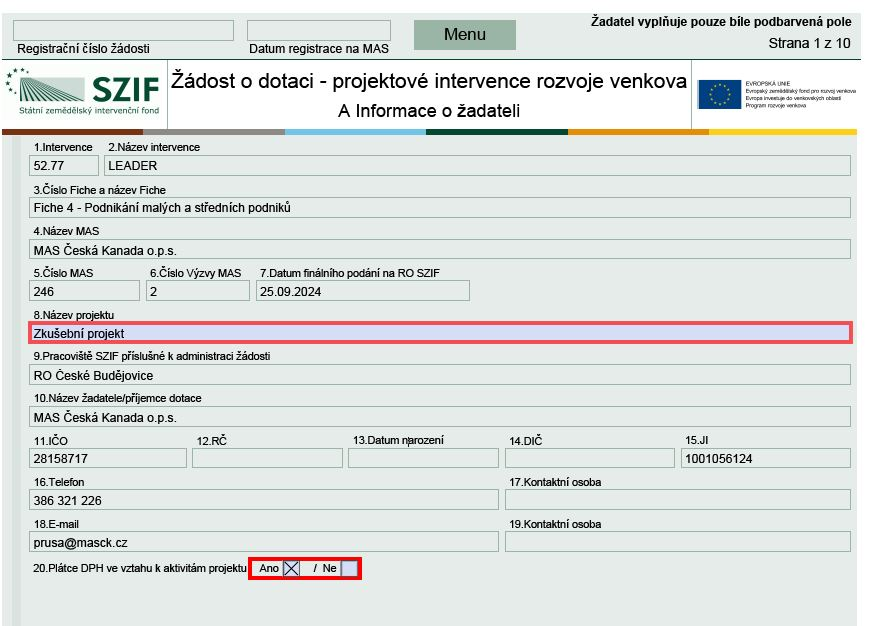 Žadatel vyplňuje pouze bíle podbarvená pole
Menu
Registrační číslo žádosti Datum registrace na MAS Strana 1 z 10
SZIF
Státní zemědělský intervenční fond
Žádost o dotaci - projektové intervence rozvoje venkova
A Informace o žadateli
EVROPSKÁ UNIE
Evropský zemědělský fond pro rozvoj venkova
Evropa investuje do venkovských oblastí
Program rozvoje venkova
1.Intervence 2.Název intervence
52.77 LEADER
3.Číslo Fiche a název Fiche
Fiche 4 - Podnikání malých a středních podniků
4.Název MAS
MAS Česká Kanada o.p.s.
5.Číslo MAS 6.Číslo Výzvy MAS 7.Datum finálního podání na RO SZIF
246 2 25.09.2024
8.Název projektu
Zkušební projekt
9.Pracoviště SZIF příslušné k administraci žádosti
RO České Budějovice
10.Název žadatele/příjemce dotace
MAS Česká Kanada o.p.s.
11.IČO 12.RČ 13.Datum narození 14.DIČ 15.JI
28158717 1001056124
16.Telefon 17.Kontaktní osoba
386 321 226
18.E-mail 19.Kontaktní osoba
prusa@masck.cz
20.Plátce DPH ve vztahu k aktivitám projektu Ano / Ne